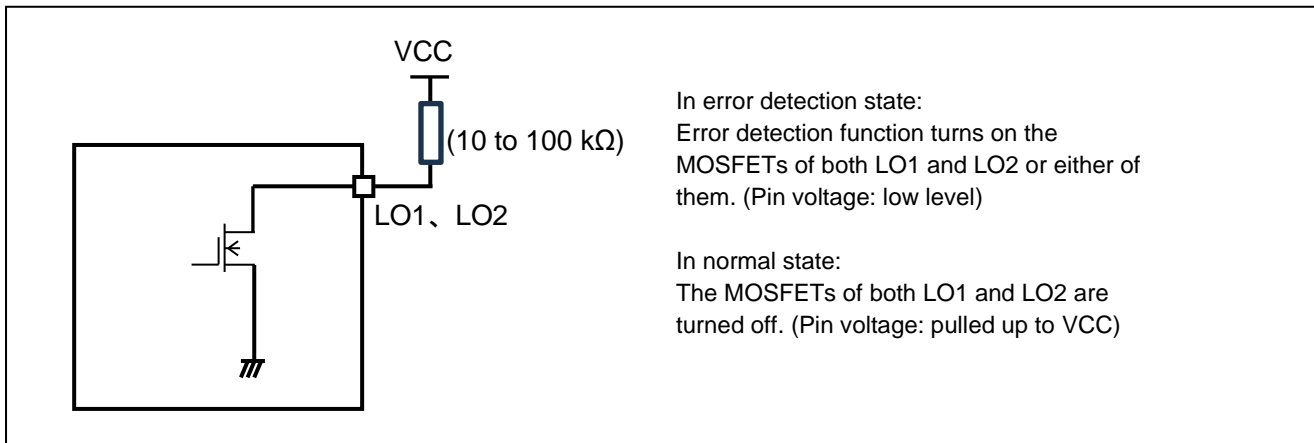 VCC
(10 to 100 kΩ)
LO1、LO2
In error detection state:
Error detection function turns on the
MOSFETs of both LO1 and LO2 or either of
them. (Pin voltage: low level)
In normal state:
The MOSFETs of both LO1 and LO2 are
turned off. (Pin voltage: pulled up to VCC)